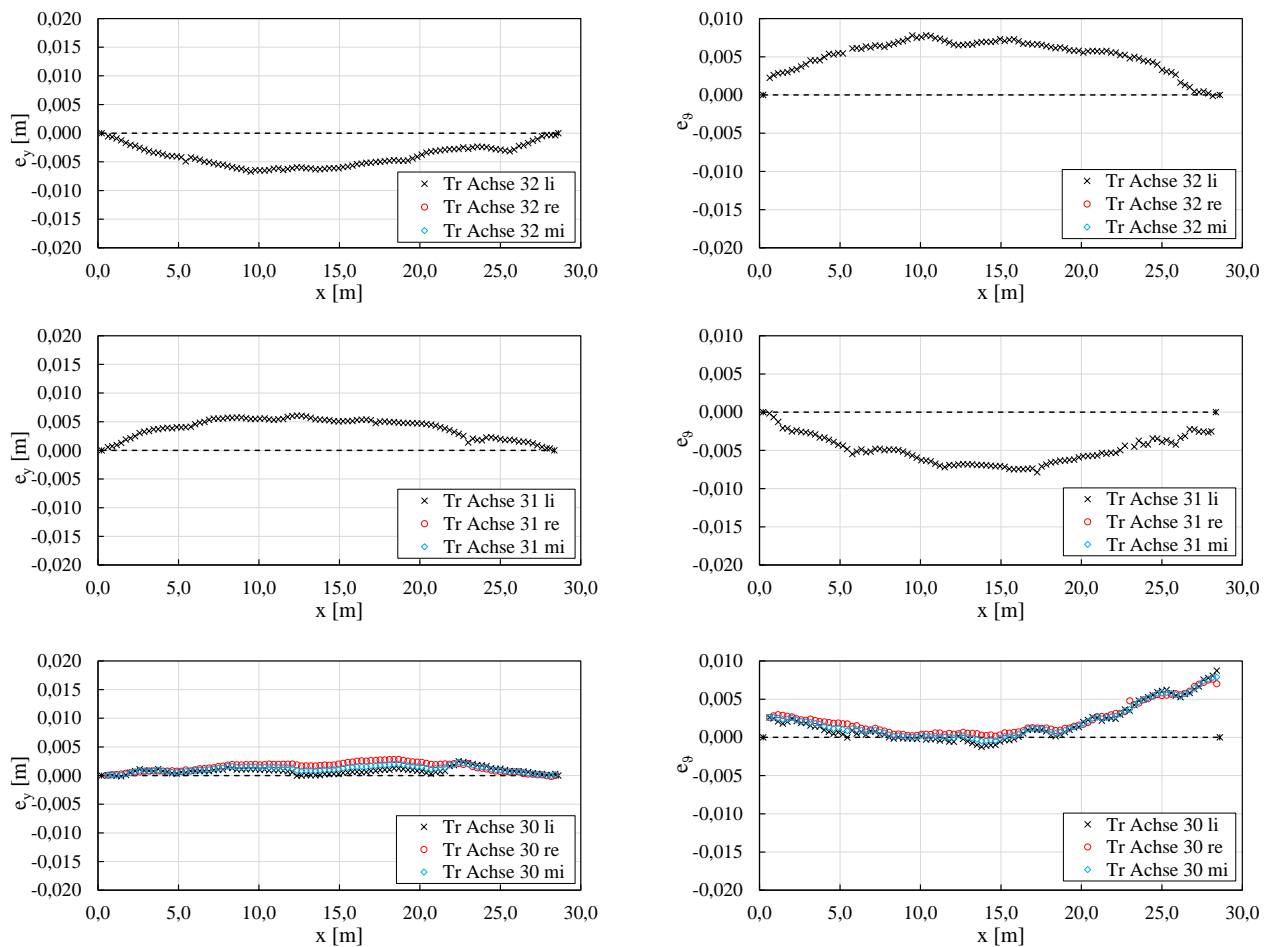 0,020
0,015
0,010
0,005
0,000
-0,005
-0,010
-0,015
-0,020
e_y [m]
0,0 5,0 10,0 15,0 20,0 25,0 30,0
x [m]
Tr Achse 32 li
Tr Achse 32 re
Tr Achse 32 mi
0,010
0,005
0,000
-0,005
-0,010
-0,015
-0,020
e_ϑ
0,0 5,0 10,0 15,0 20,0 25,0 30,0
x [m]
Tr Achse 32 li
Tr Achse 32 re
Tr Achse 32 mi
0,020
0,015
0,010
0,005
0,000
-0,005
-0,010
-0,015
-0,020
e_y [m]
0,0 5,0 10,0 15,0 20,0 25,0 30,0
x [m]
Tr Achse 31 li
Tr Achse 31 re
Tr Achse 31 mi
0,010
0,005
0,000
-0,005
-0,010
-0,015
-0,020
e_ϑ
0,0 5,0 10,0 15,0 20,0 25,0 30,0
x [m]
Tr Achse 31 li
Tr Achse 31 re
Tr Achse 31 mi
0,020
0,015
0,010
0,005
0,000
-0,005
-0,010
-0,015
-0,020
e_y [m]
0,0 5,0 10,0 15,0 20,0 25,0 30,0
x [m]
Tr Achse 30 li
Tr Achse 30 re
Tr Achse 30 mi
0,010
0,005
0,000
-0,005
-0,010
-0,015
-0,020
e_ϑ
0,0 5,0 10,0 15,0 20,0 25,0 30,0
x [m]
Tr Achse 30 li
Tr Achse 30 re
Tr Achse 30 mi